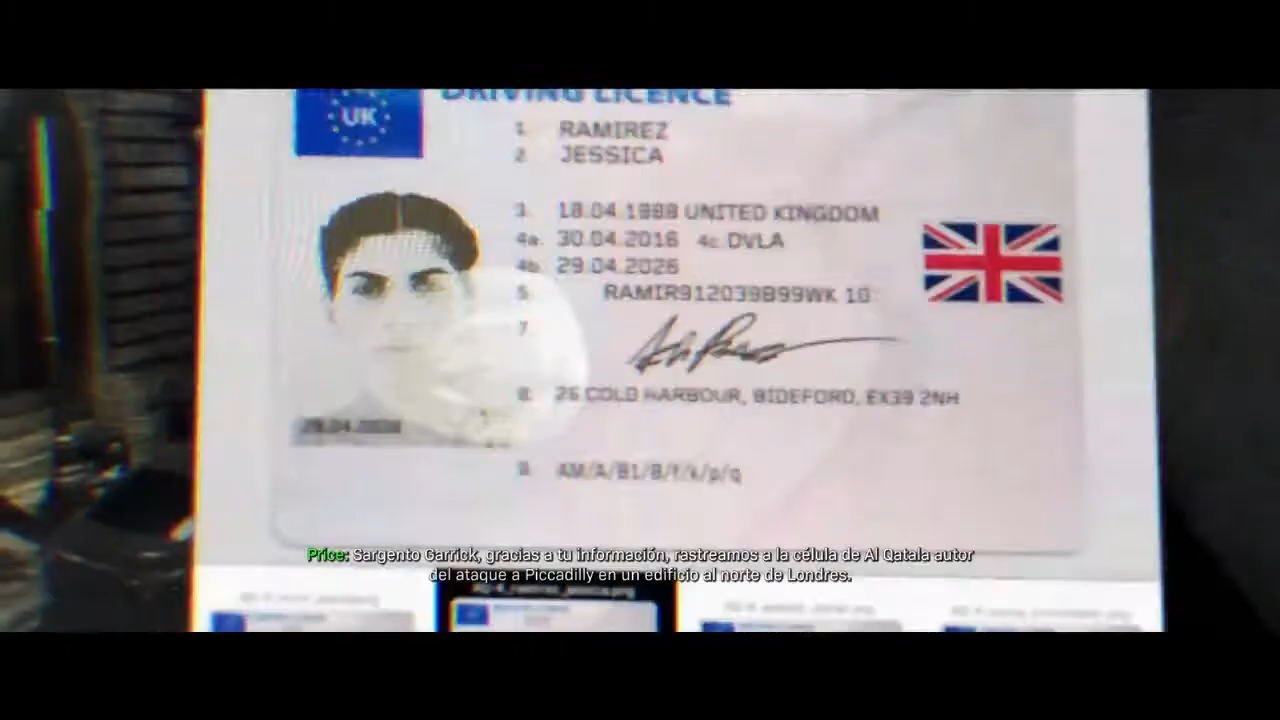 DRIVING LICENCE
UK
1. RAMIREZ
2. JESSICA
3. 18.04.1988 UNITED KINGDOM
4a. 30.04.2016 4c. DVLA
4b. 29.04.2026
5. RAMIR912039B99WK 10
7.
8. 26 COLD HARBOUR, BIDEFORD, EX39 2NH
9. AM/A/B1/B/f/k/p/q
Price: Sargento Garrick, gracias a tu información, rastreamos a la célula de Al Qatala autor
del ataque a Piccadilly en un edificio al norte de Londres.